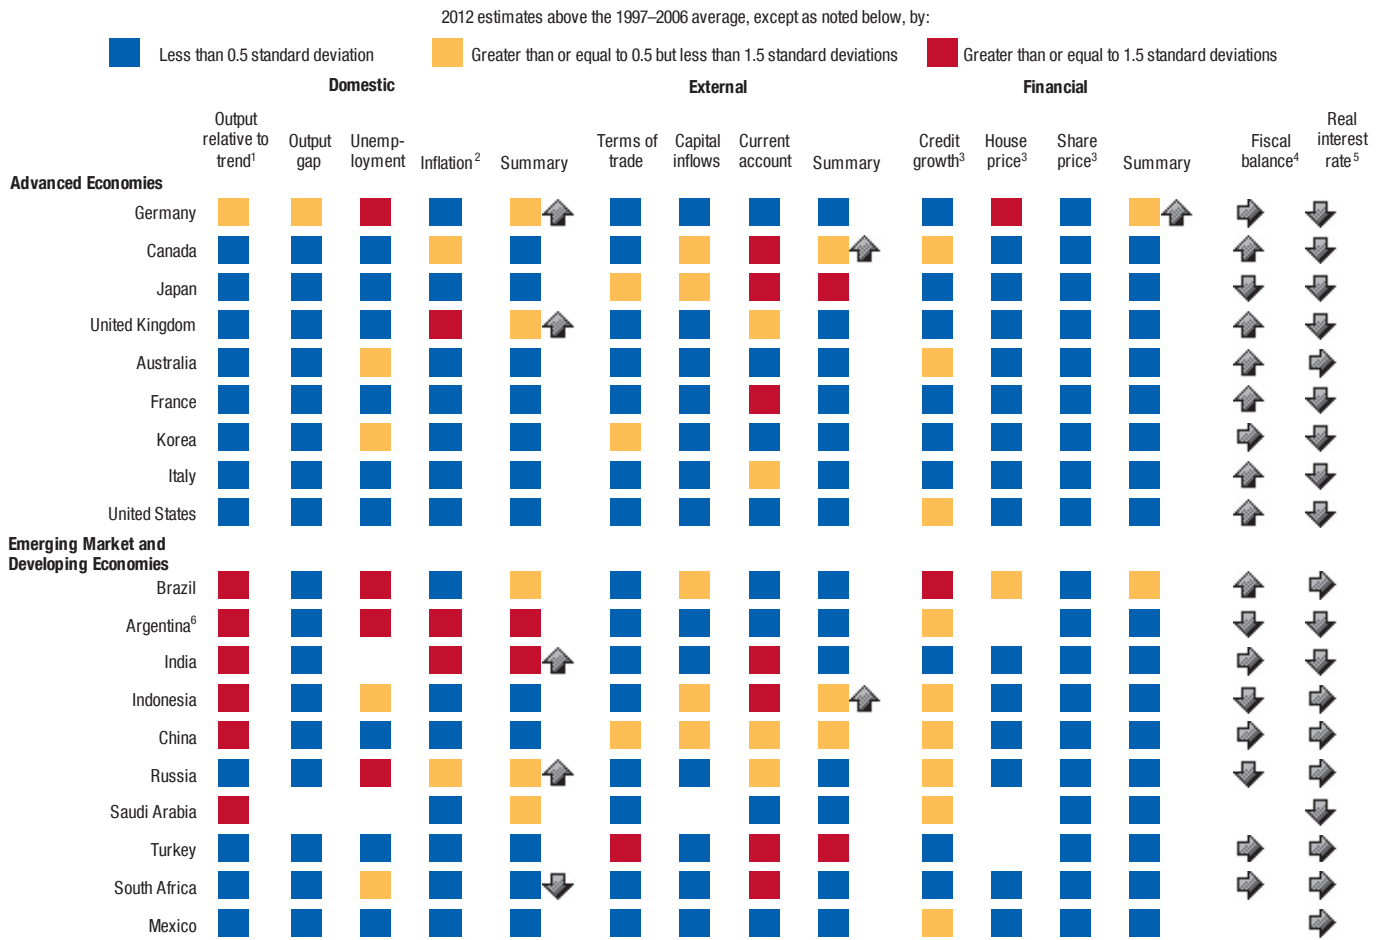 2012 estimates above the 1997–2006 average, except as noted below, by:
Less than 0.5 standard deviation
Greater than or equal to 0.5 but less than 1.5 standard deviations
Greater than or equal to 1.5 standard deviations
Domestic
External
Financial
Output relative to trend1
Output gap
Unemp-loyment
Inflation2
Summary
Terms of trade
Capital inflows
Current account
Summary
Credit growth3
House price3
Share price3
Summary
Fiscal balance4
Real interest rate5
Advanced Economies
Germany
Canada
Japan
United Kingdom
Australia
France
Korea
Italy
United States
Emerging Market and
Developing Economies
Brazil
Argentina6
India
Indonesia
China
Russia
Saudi Arabia
Turkey
South Africa
Mexico